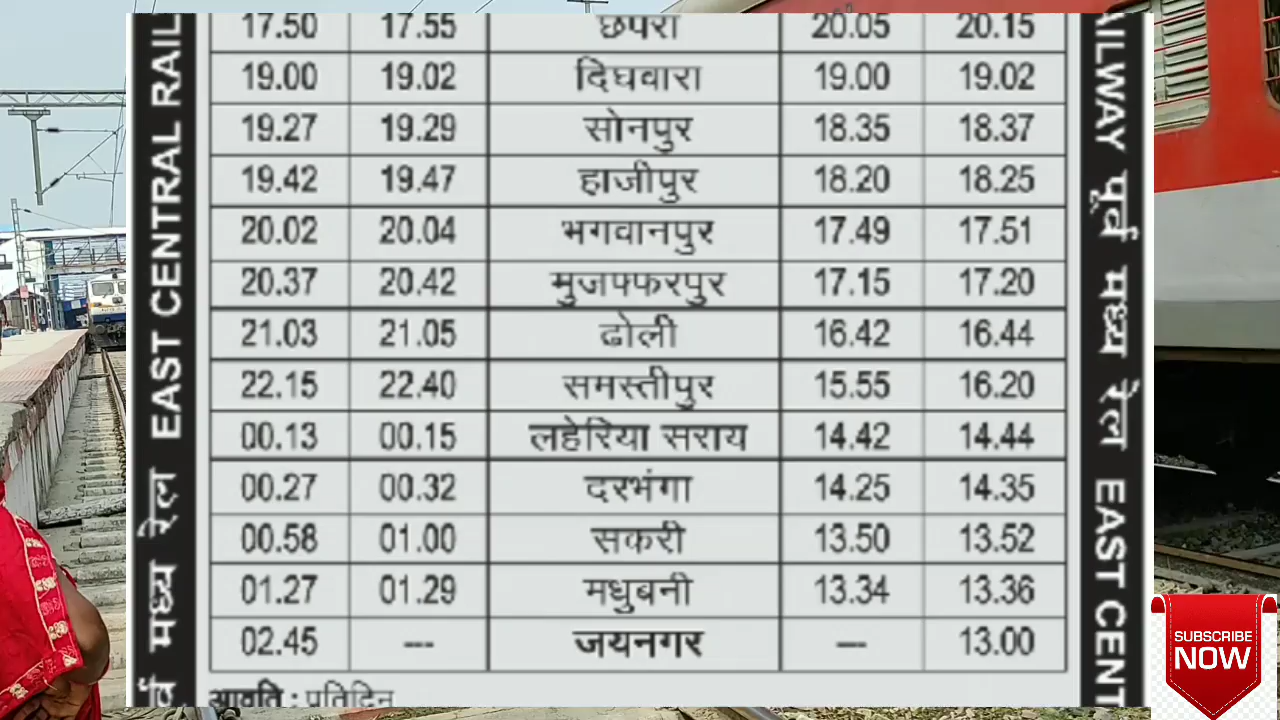 17.50 17.55 छपरा 20.05 20.15
19.00 19.02 दिघवारा 19.00 19.02
19.27 19.29 सोनपुर 18.35 18.37
19.42 19.47 हाजीपुर 18.20 18.25
20.02 20.04 भगवानपुर 17.49 17.51
20.37 20.42 मुजफ्फरपुर 17.15 17.20
21.03 21.05 ढोली 16.42 16.44
22.15 22.40 समस्तीपुर 15.55 16.20
00.13 00.15 लहेरिया सराय 14.42 14.44
00.27 00.32 दरभंगा 14.25 14.35
00.58 01.00 सकरी 13.50 13.52
01.27 01.29 मधुबनी 13.34 13.36
02.45 --- जयनगर --- 13.00
आवृति : प्रतिदिन
मध्य रेल EAST CENTRAL RAIL
AILWAY पूर्व मध्य रेल EAST CENT
SUBSCRIBE
NOW